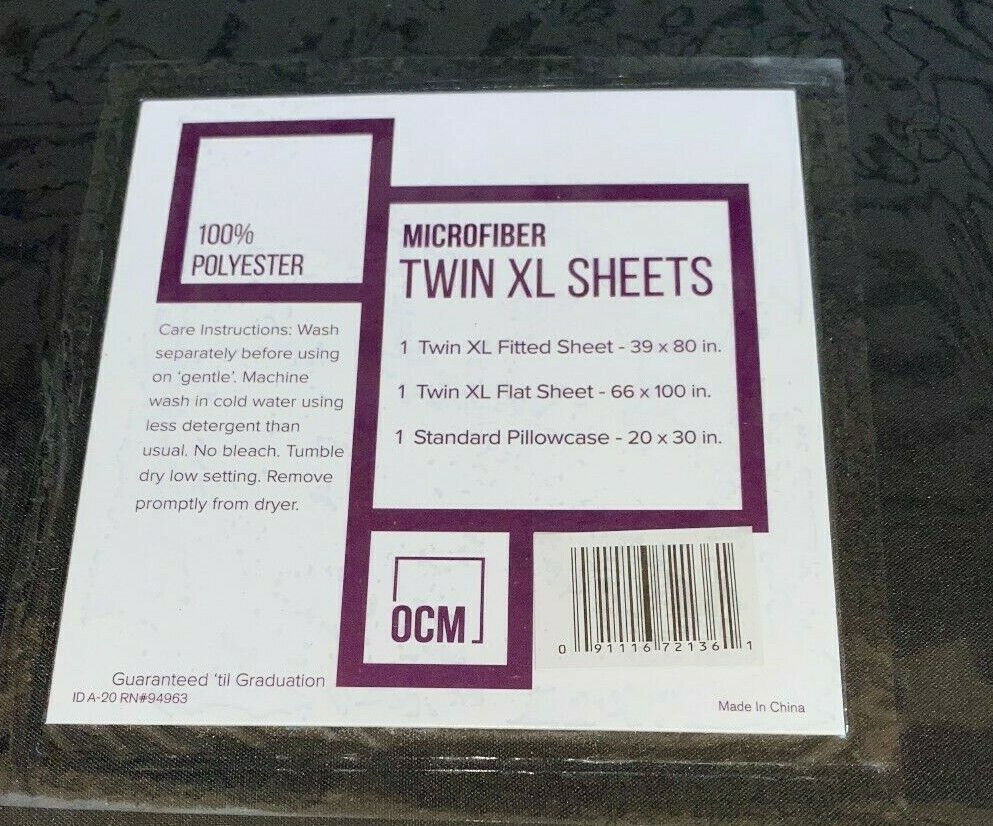 100%
POLYESTER
MICROFIBER
TWIN XL SHEETS
1 Twin XL Fitted Sheet - 39 x 80 in.
1 Twin XL Flat Sheet - 66 x 100 in.
1 Standard Pillowcase - 20 x 30 in.
Care Instructions: Wash
separately before using
on ‘gentle’. Machine
wash in cold water using
less detergent than
usual. No bleach. Tumble
dry low setting. Remove
promptly from dryer.
OCM
0 91116 72136 1
Guaranteed ‘til Graduation
ID A-20 RN#94963
Made In China